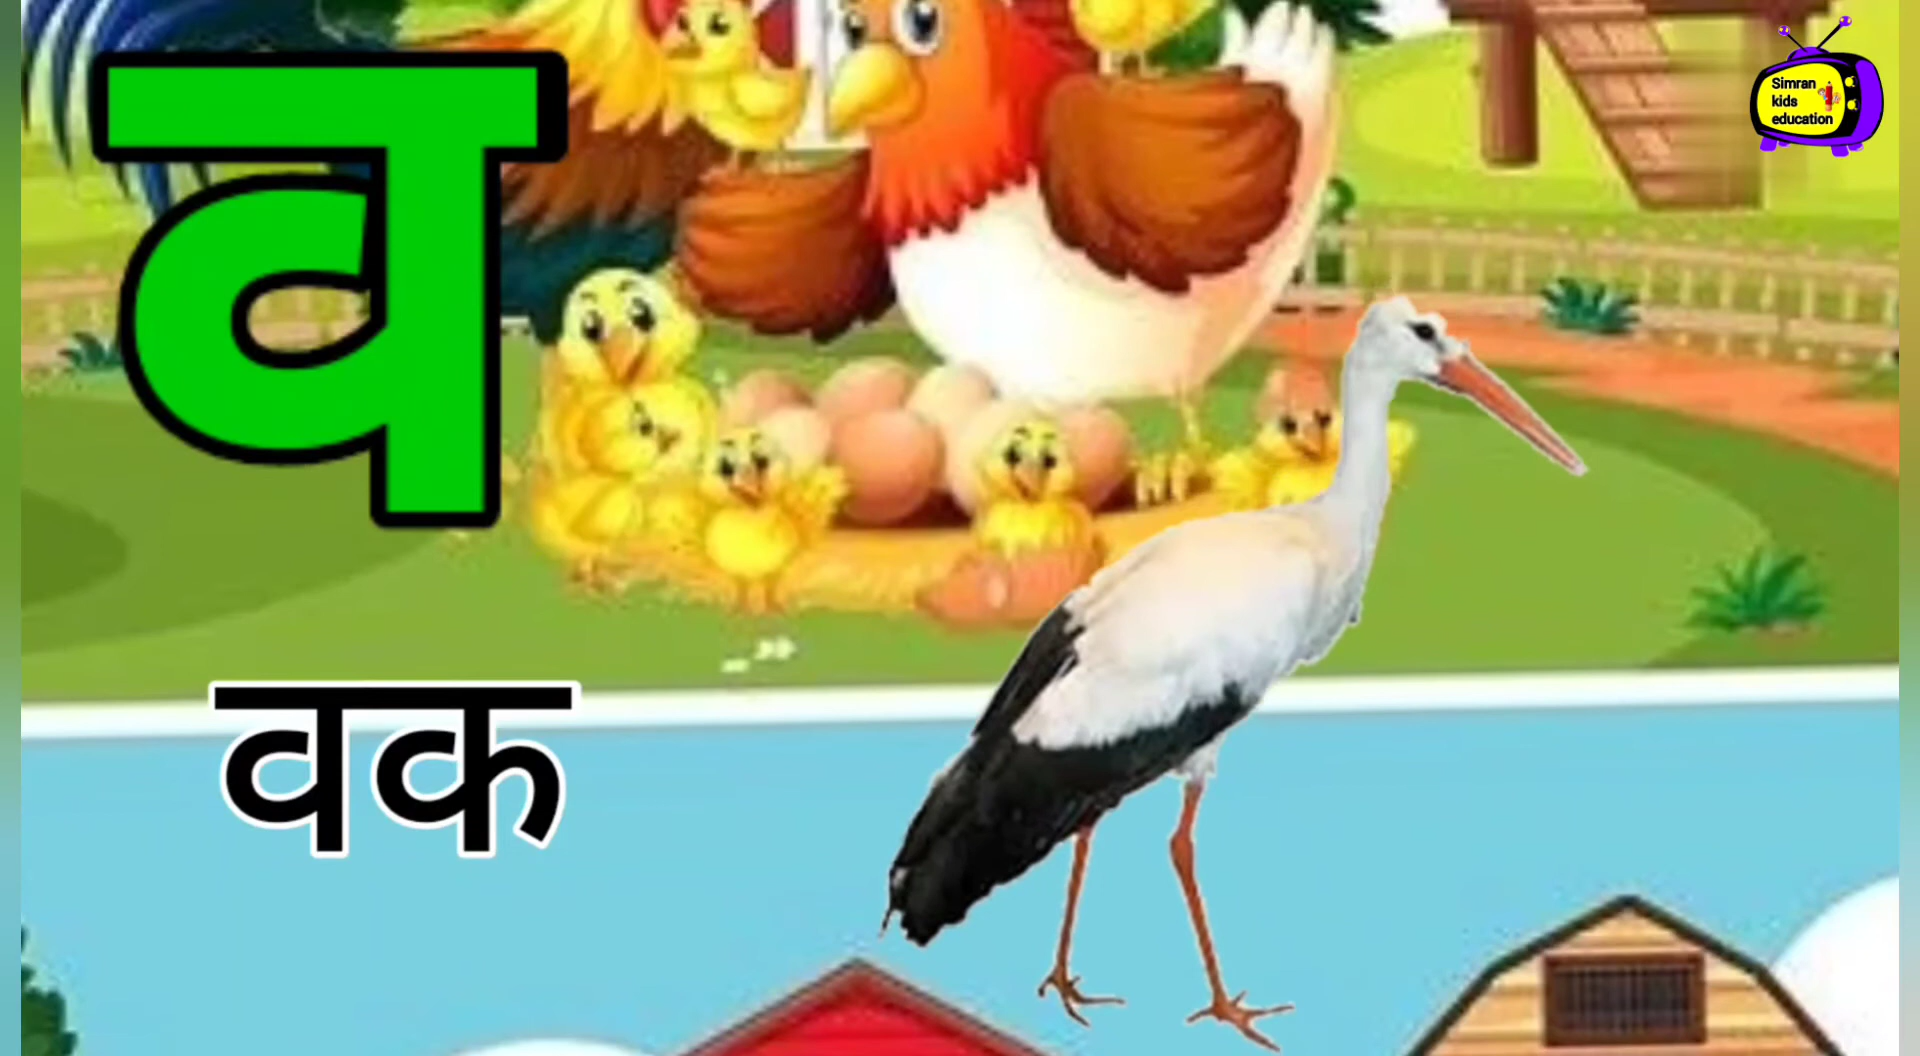 व
वक
Simran
kids
education